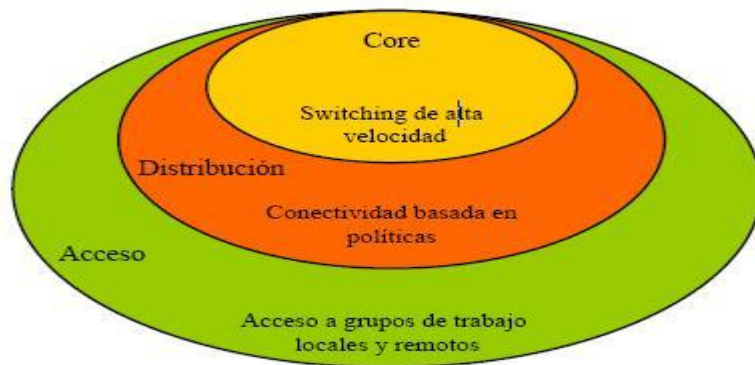 Core
Switching de alta
velocidad
Distribución
Conectividad basada en
políticas
Acceso
Acceso a grupos de trabajo
locales y remotos